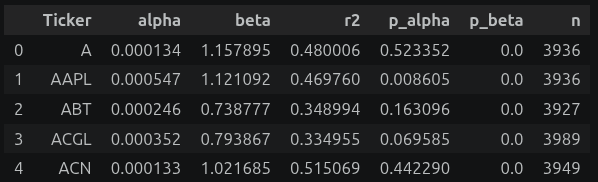 Ticker alpha beta r2 p_alpha p_beta n
0 A 0.000134 1.157895 0.480006 0.523352 0.0 3936
1 AAPL 0.000547 1.121092 0.469760 0.008605 0.0 3936
2 ABT 0.000246 0.738777 0.348994 0.163096 0.0 3927
3 ACGL 0.000352 0.793867 0.334955 0.069585 0.0 3989
4 ACN 0.000133 1.021685 0.515069 0.442290 0.0 3949